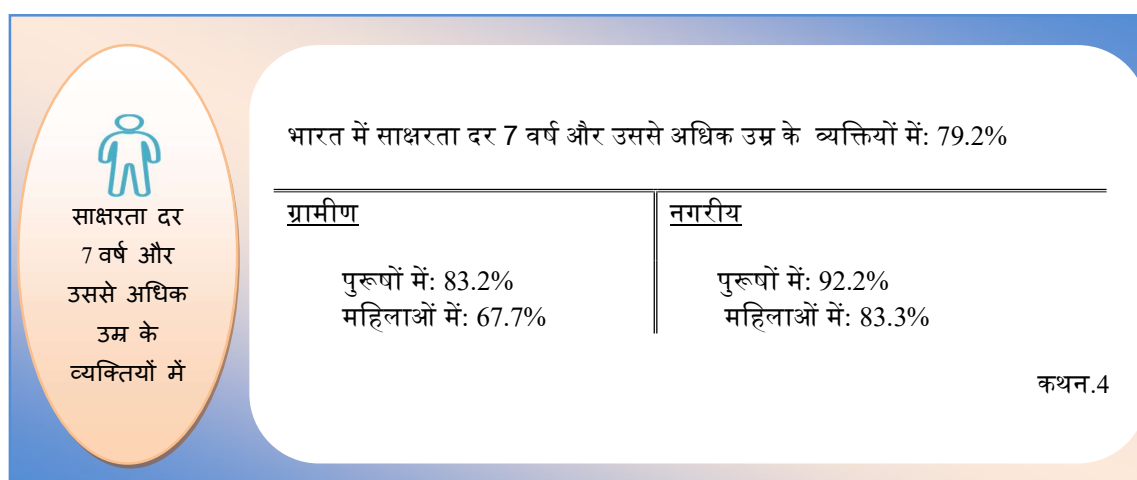 साक्षरता दर
7 वर्ष और
उससे अधिक
उम्र के
व्यक्तियों में
भारत में साक्षरता दर 7 वर्ष और उससे अधिक उम्र के व्यक्तियों में: 79.2%
ग्रामीण
पुरूषों में: 83.2%
महिलाओं में: 67.7%
नगरीय
पुरूषों में: 92.2%
महिलाओं में: 83.3%
कथन.4